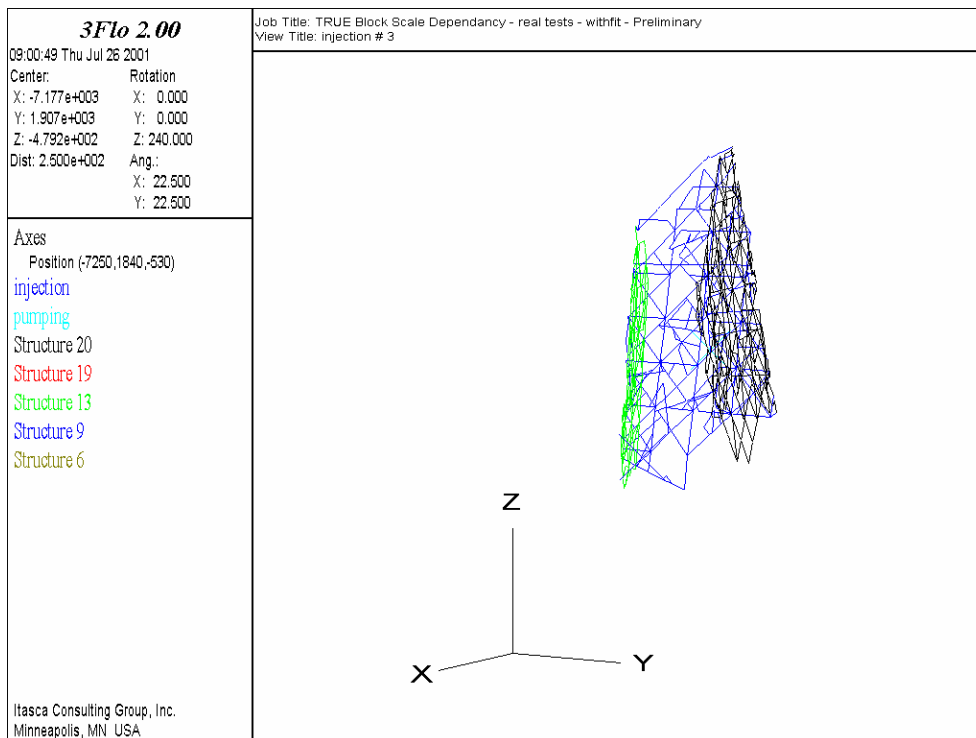 3Flo 2.00
09:00:49 Thu Jul 26 2001
Center: Rotation
X: -7.177e+003 X: 0.000
Y: 1.907e+003 Y: 0.000
Z: -4.792e+002 Z: 240.000
Dist: 2.500e+002 Ang.:
X: 22.500
Y: 22.500
Axes
Position (-7250,1840,-530)
injection
pumping
Structure 20
Structure 19
Structure 13
Structure 9
Structure 6
Itasca Consulting Group, Inc.
Minneapolis, MN USA
Job Title: TRUE Block Scale Dependancy - real tests - withfit - Preliminary
View Title: injection # 3
Z
X
Y